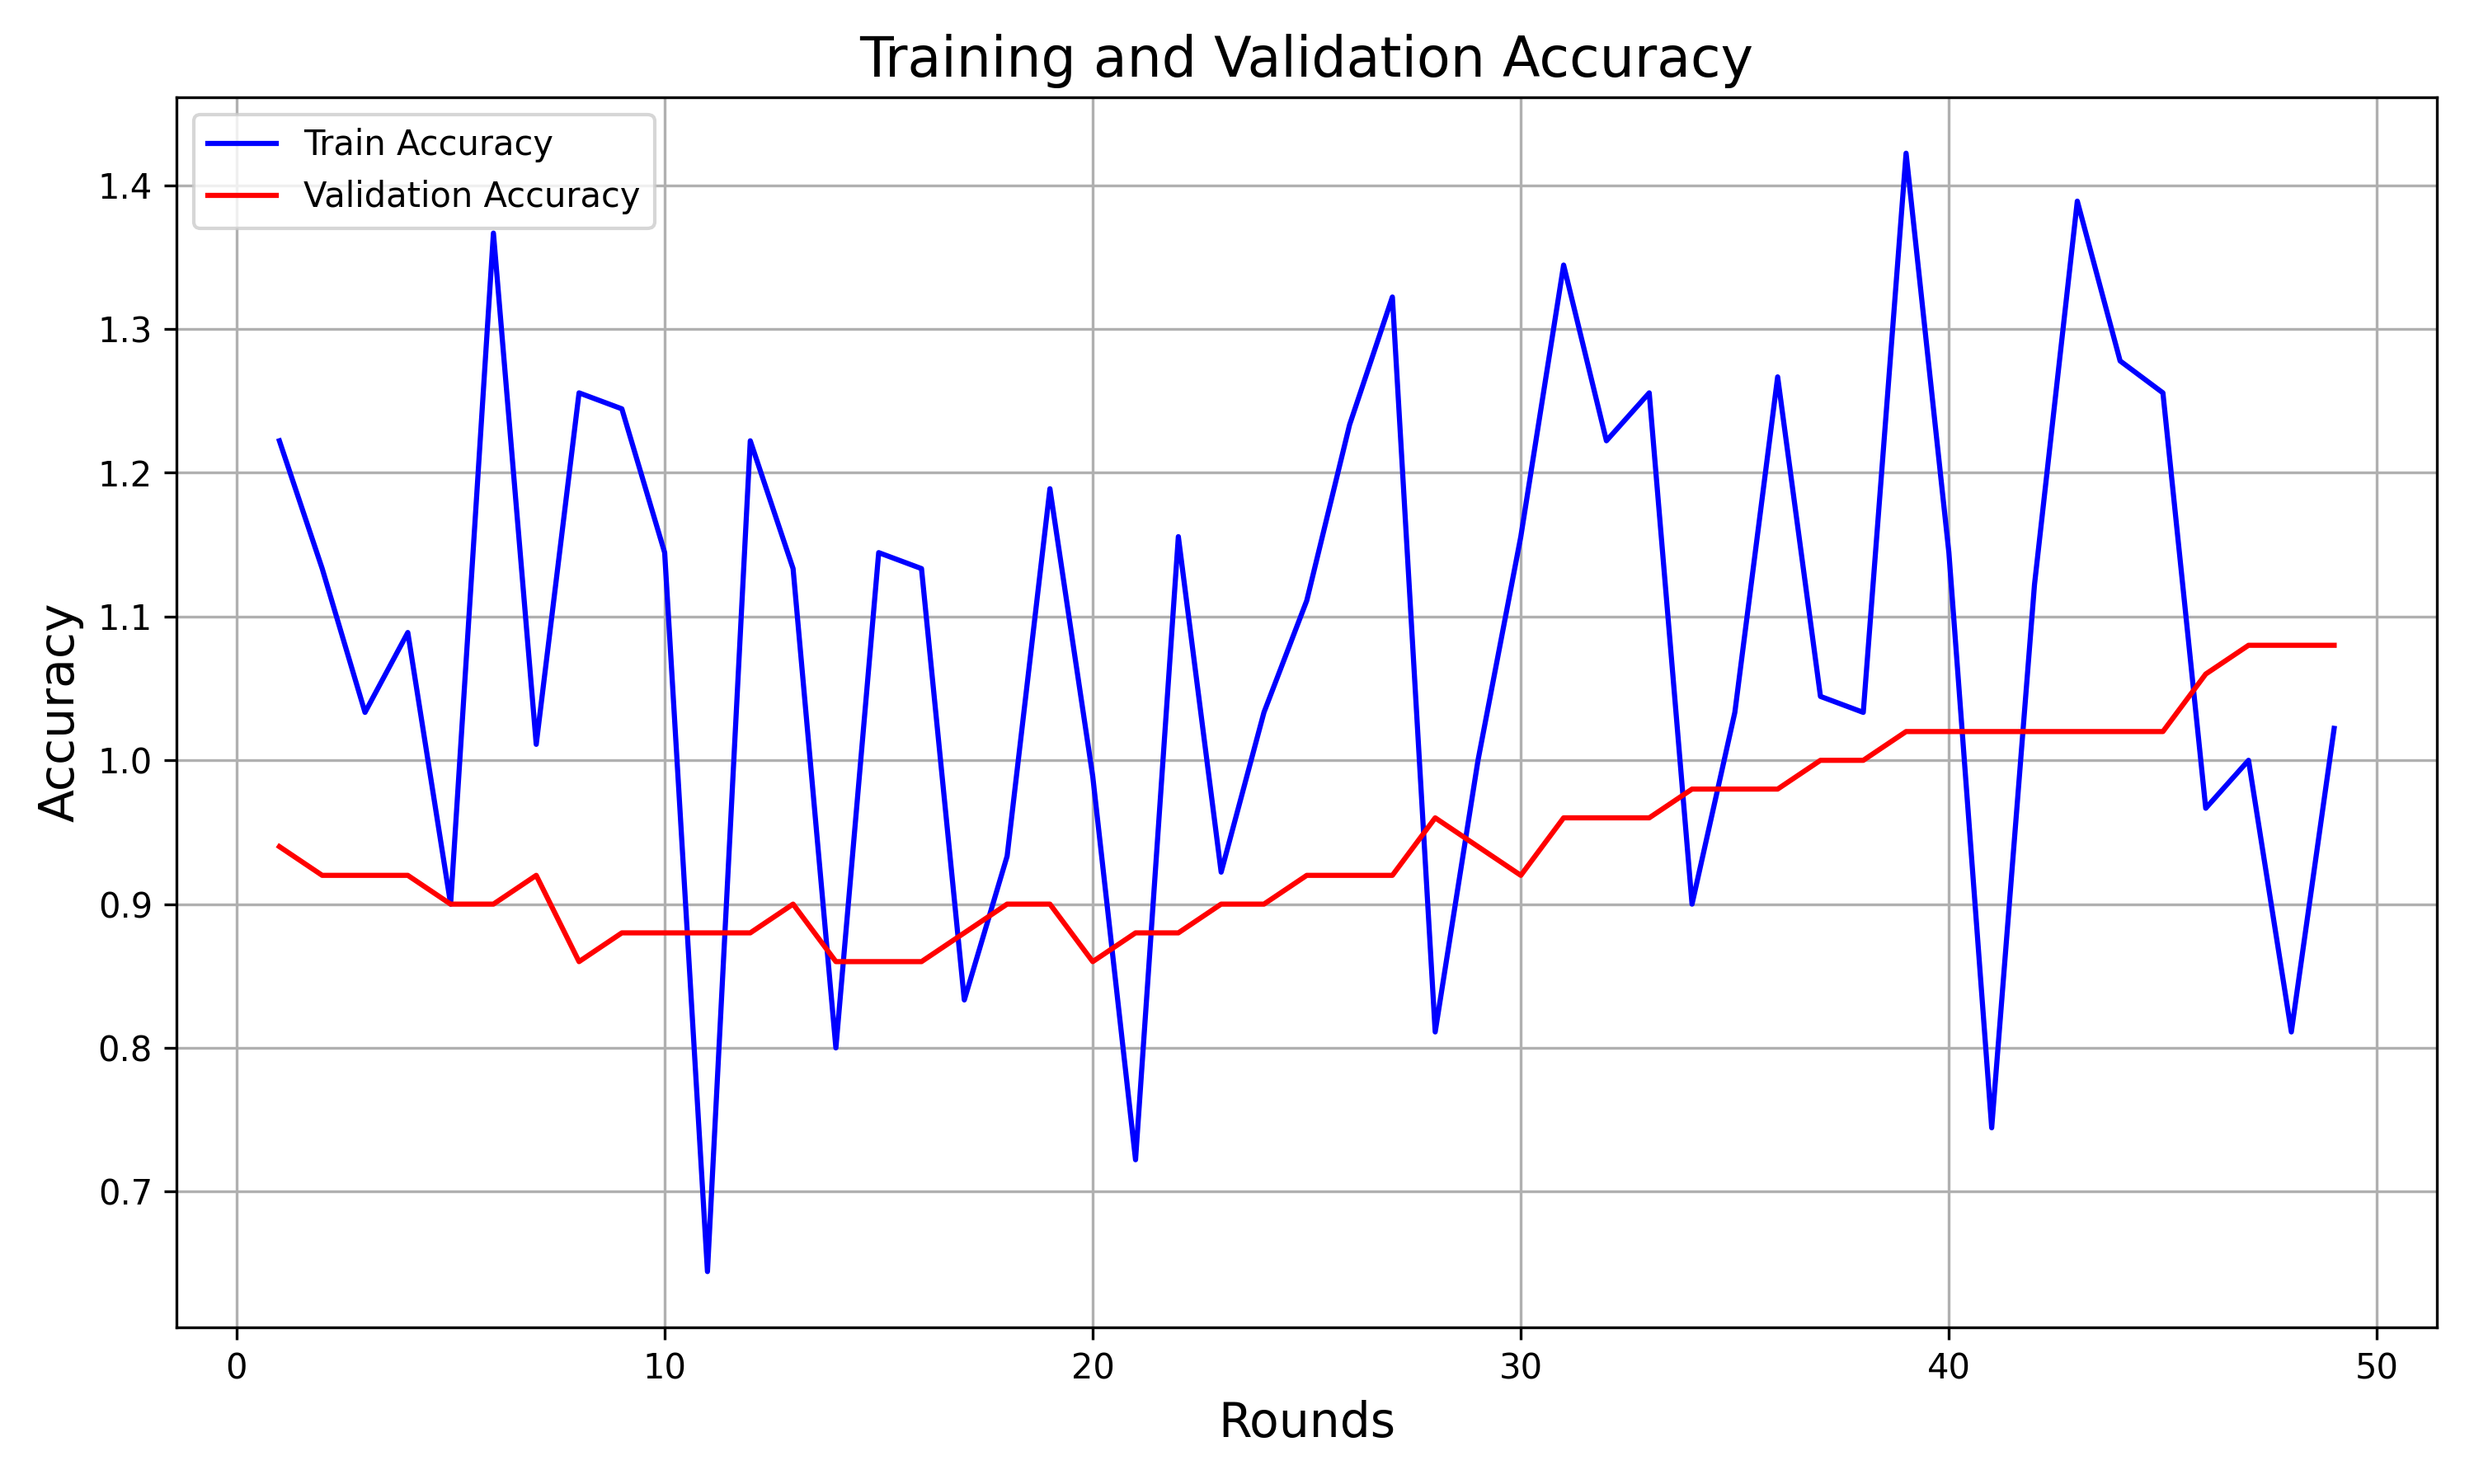 Training and Validation Accuracy
Train Accuracy
Validation Accuracy
Accuracy
1.4
1.3
1.2
1.1
1.0
0.9
0.8
0.7
0 10 20 30 40 50
Rounds